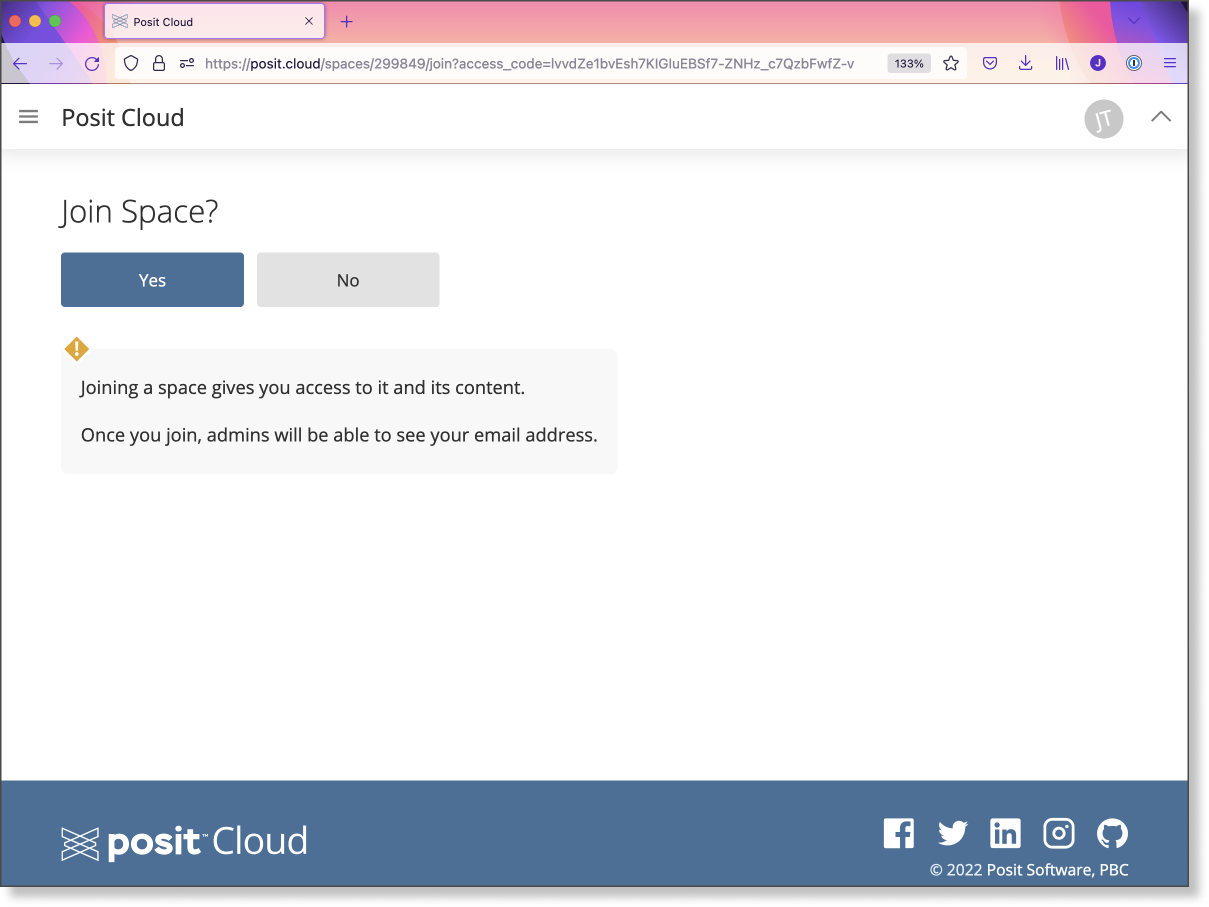 Posit Cloud
https://posit.cloud/spaces/299849/join?access_code=lvvdZe1bvEsh7KIGluEBSf7-ZNHz_c7QzbFwfZ-v
133%
J
Posit Cloud
JT
Join Space?
Yes
No
Joining a space gives you access to it and its content.
Once you join, admins will be able to see your email address.
posit™ Cloud
© 2022 Posit Software, PBC